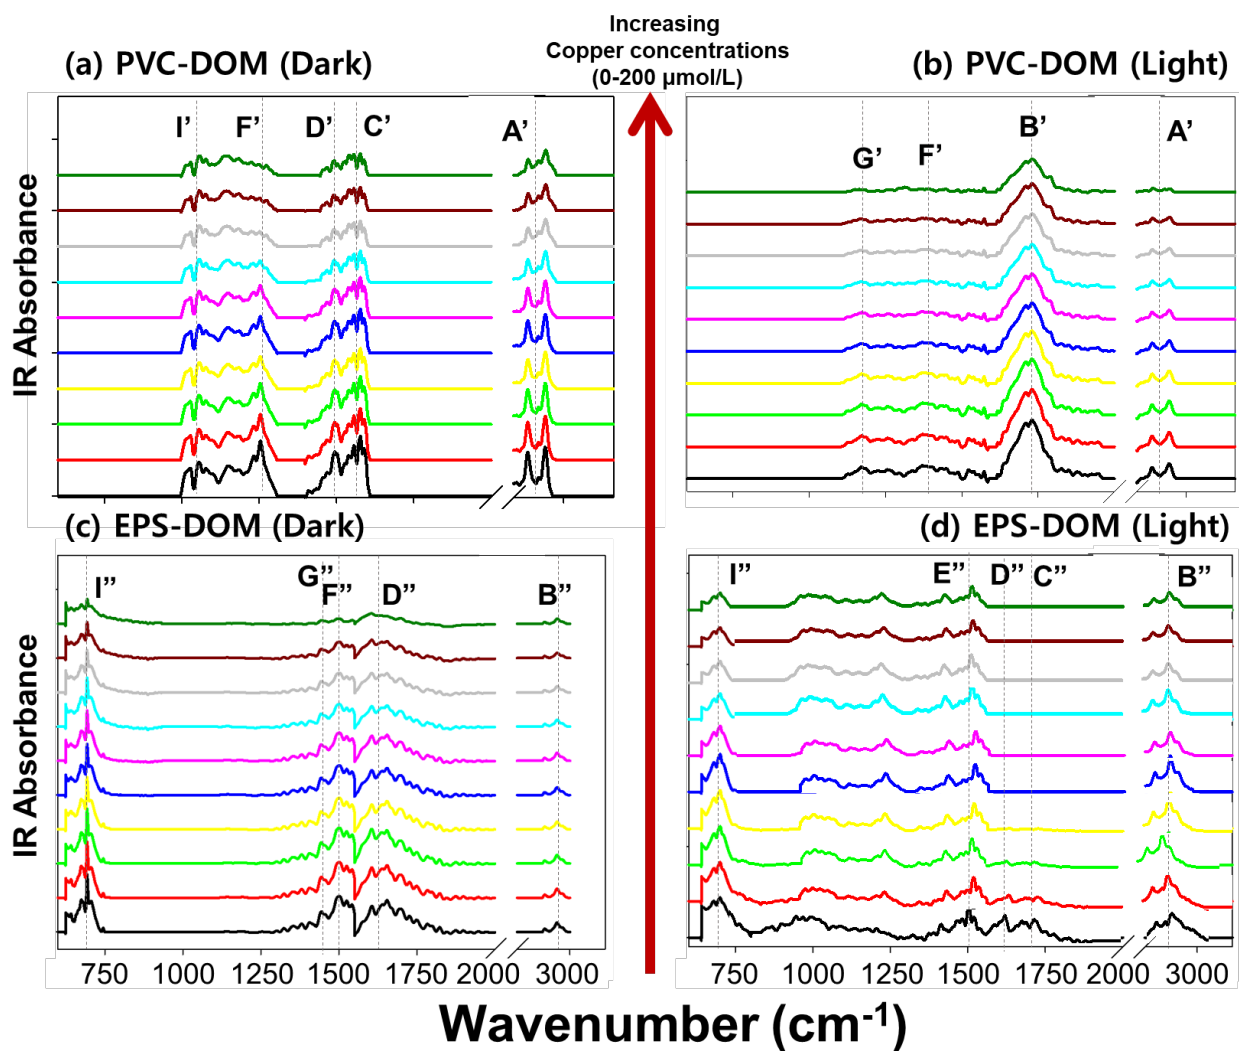 Increasing
Copper concentrations
(0-200 µmol/L)
(a) PVC-DOM (Dark)
(b) PVC-DOM (Light)
I’ F’ D’ C’ A’
G’ F’ B’ A’
IR Absorbance
(c) EPS-DOM (Dark)
(d) EPS-DOM (Light)
I” G” F” D” B”
I” E” D” C” B”
IR Absorbance
750 1000 1250 1500 1750 2000 3000
750 1000 1250 1500 1750 2000 3000
Wavenumber (cm-1)